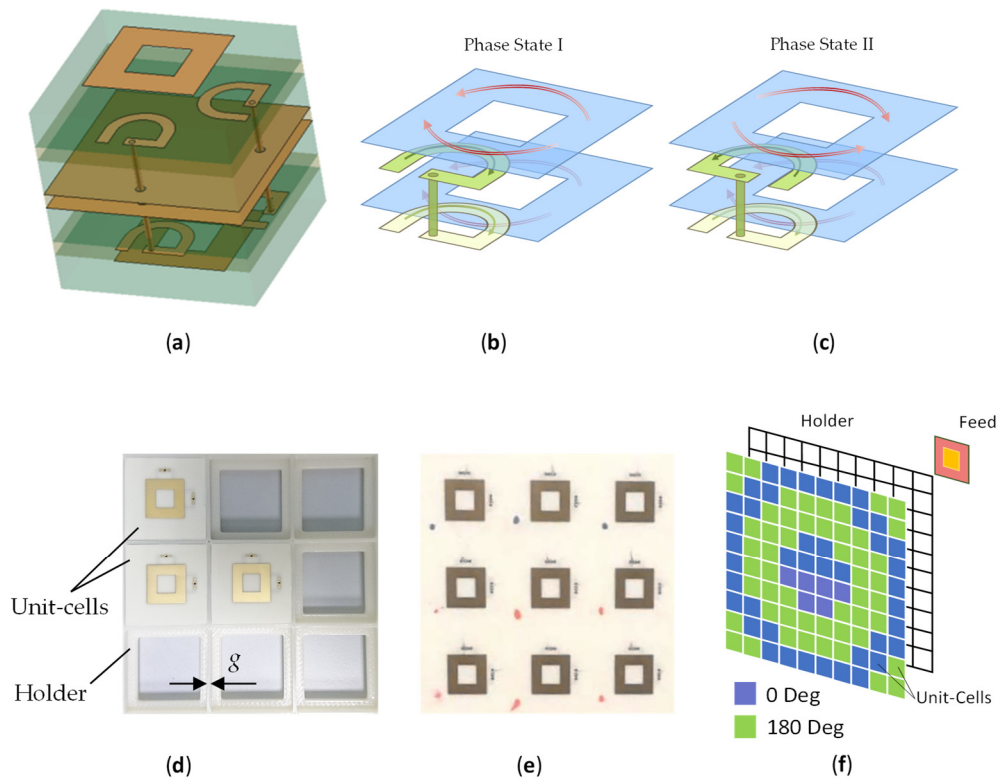 Phase State I
Phase State II
(a)
(b)
(c)
Holder
Feed
Unit-cells
g
Holder
Unit-Cells
0 Deg
180 Deg
(d)
(e)
(f)